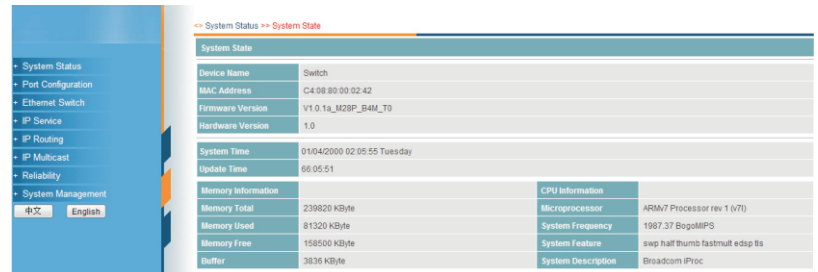 <> System Status >> System State
System State
+ System Status
+ Port Configuration
+ Ethernet Switch
+ IP Service
+ IP Routing
+ IP Multicast
+ Reliability
+ System Management
中文 English
Device Name Switch
MAC Address C4:08:80:00:02:42
Firmware Version V1.0.1a_M28P_B4M_T0
Hardware Version 1.0
System Time 01/04/2000 02:05:55 Tuesday
Update Time 66:05:51
Memory Information CPU Information
Memory Total 239820 KByte Microprocessor ARMv7 Processor rev 1 (v7l)
Memory Used 81320 KByte System Frequency 1987.37 BogoMIPS
Memory Free 158500 KByte System Feature swp half thumb fastmult edsp tls
Buffer 3836 KByte System Description Broadcom iProc